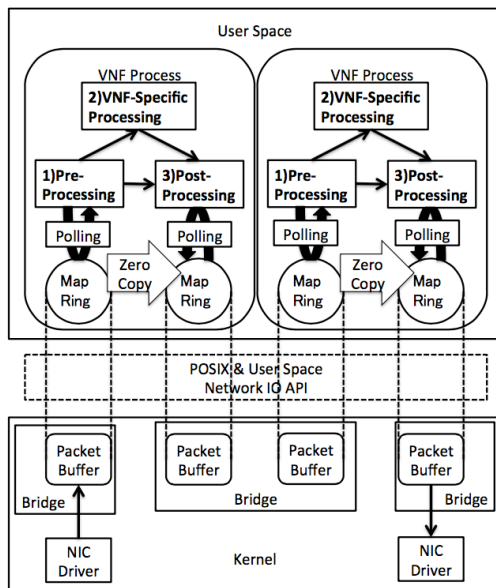 User Space
VNF Process
2)VNF-Specific
Processing
1)Pre-
Processing
3)Post-
Processing
Polling
Polling
Map
Ring
Zero
Copy
Map
Ring
VNF Process
2)VNF-Specific
Processing
1)Pre-
Processing
3)Post-
Processing
Polling
Polling
Map
Ring
Zero
Copy
Map
Ring
POSIX & User Space
Network IO API
Packet
Buffer
Bridge
Packet
Buffer
Packet
Buffer
Bridge
Packet
Buffer
Bridge
NIC
Driver
Kernel
NIC
Driver